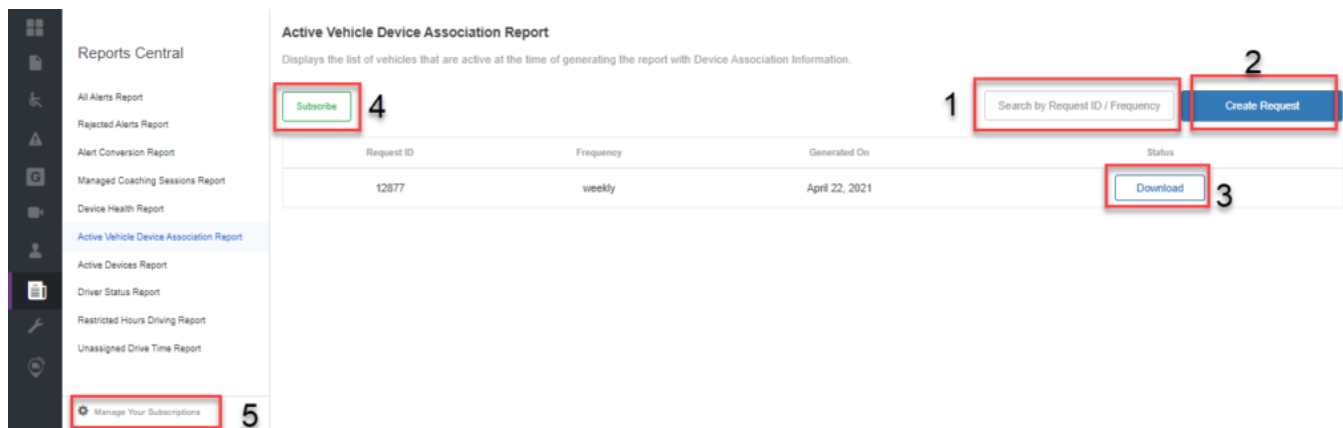 Reports Central
All Alerts Report
Rejected Alerts Report
Alert Conversion Report
G
Managed Coaching Sessions Report
Device Health Report
Active Vehicle Device Association Report
Active Devices Report
Driver Status Report
Restricted Hours Driving Report
Unassigned Drive Time Report
Manage Your Subscriptions 5
Active Vehicle Device Association Report
Displays the list of vehicles that are active at the time of generating the report with Device Association Information.
2
Subscribe 4 1 Search by Request ID / Frequency Create Request
Request ID Frequency Generated On Status
12877 weekly April 22, 2021 Download 3